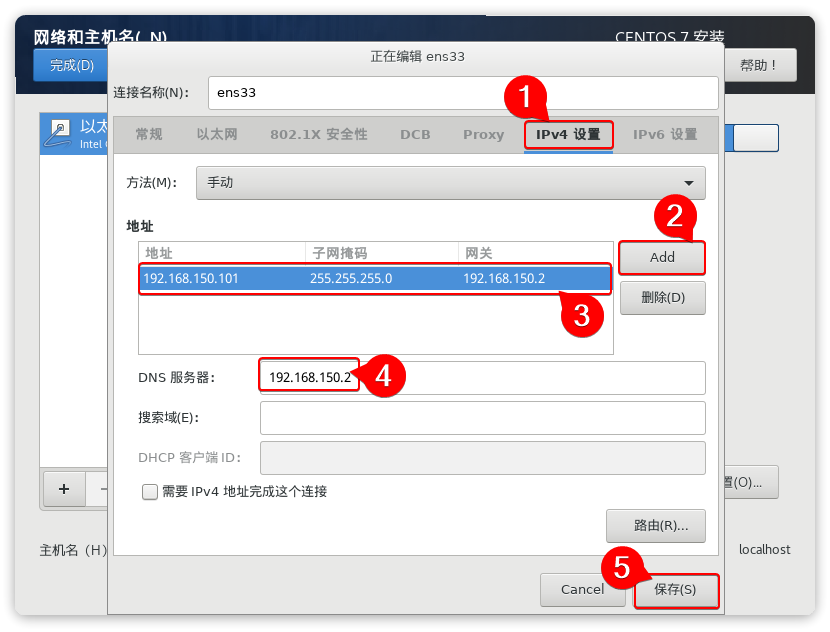 网络和主机名(_N)
CENTOS 7 安装
完成(D)
帮助！
正在编辑 ens33
连接名称(N)：
ens33
常规
以太网
802.1X 安全性
DCB
Proxy
IPv4 设置
IPv6 设置
1
以太
Intel
方法(M)：
手动
2
地址
地址
子网掩码
网关
Add
192.168.150.101
255.255.255.0
192.168.150.2
删除(D)
3
DNS 服务器：
192.168.150.2
4
搜索域(E)：
DHCP 客户端 ID：
+
−
置(O)...
需要 IPv4 地址完成这个连接
路由(R)...
主机名（H)
localhost
5
Cancel
保存(S)